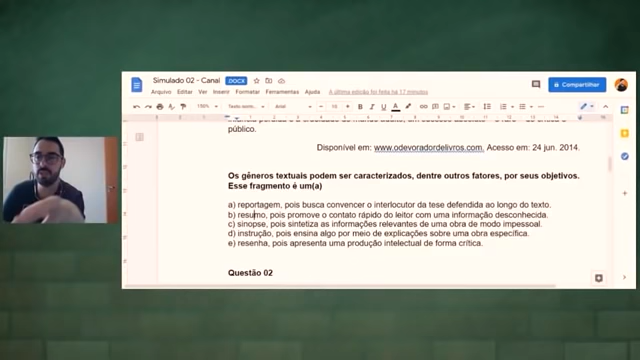 Simulado 02 - Canal .DOCX
Arquivo Editar Ver Inserir Formatar Ferramentas Ajuda A última edição foi há 17 minutos
Compartilhar
público.
Disponível em: www.odevoradordelivros.com. Acesso em: 24 jun. 2014.
Os gêneros textuais podem ser caracterizados, dentre outros fatores, por seus objetivos.
Esse fragmento é um(a)
a) reportagem, pois busca convencer o interlocutor da tese defendida ao longo do texto.
b) resumo, pois promove o contato rápido do leitor com uma informação desconhecida.
c) sinopse, pois sintetiza as informações relevantes de uma obra de modo impessoal.
d) instrução, pois ensina algo por meio de explicações sobre uma obra específica.
e) resenha, pois apresenta uma produção intelectual de forma crítica.
Questão 02